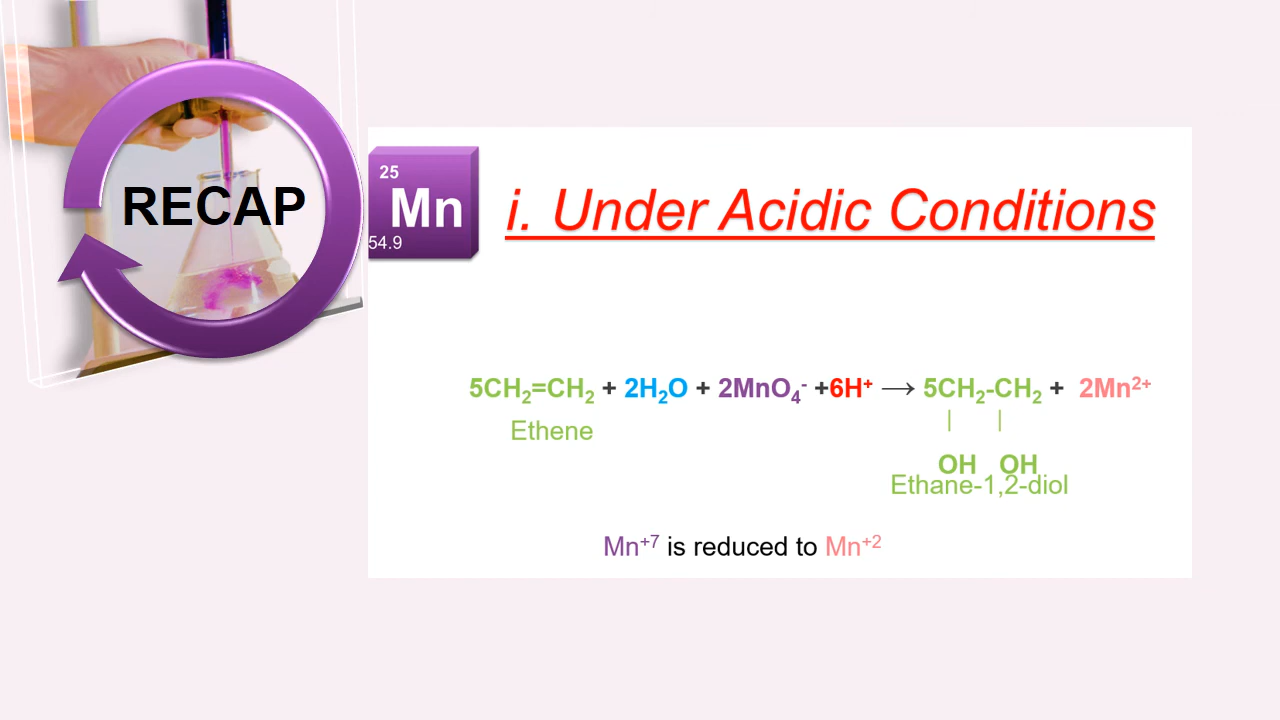 RECAP
25
Mn
54.9
i. Under Acidic Conditions
5CH₂=CH₂ + 2H₂O + 2MnO₄⁻ +6H⁺ ⟶ 5CH₂-CH₂ + 2Mn²⁺
| |
Ethene
OH OH
Ethane-1,2-diol
Mn⁺⁷ is reduced to Mn⁺²